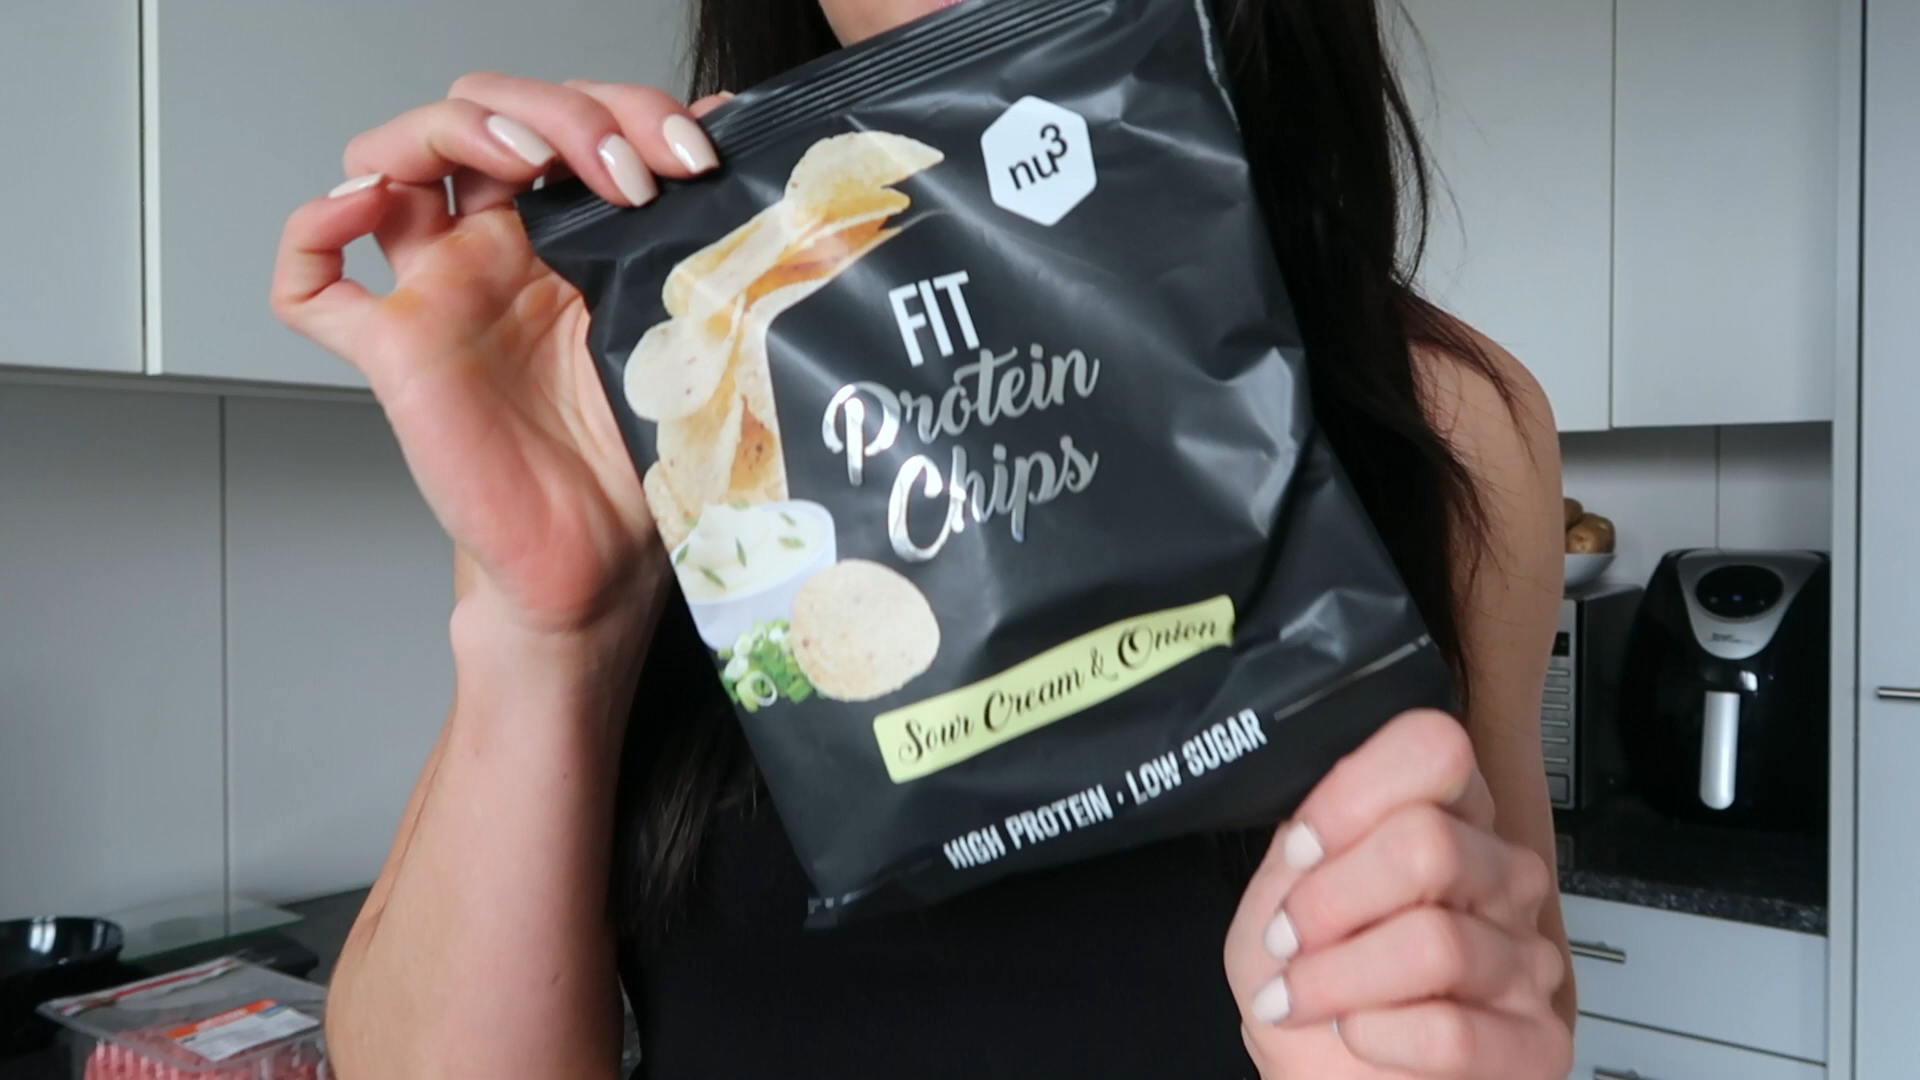 nu3
FIT
Protein
Chips
Sour Cream & Onion
HIGH PROTEIN · LOW SUGAR